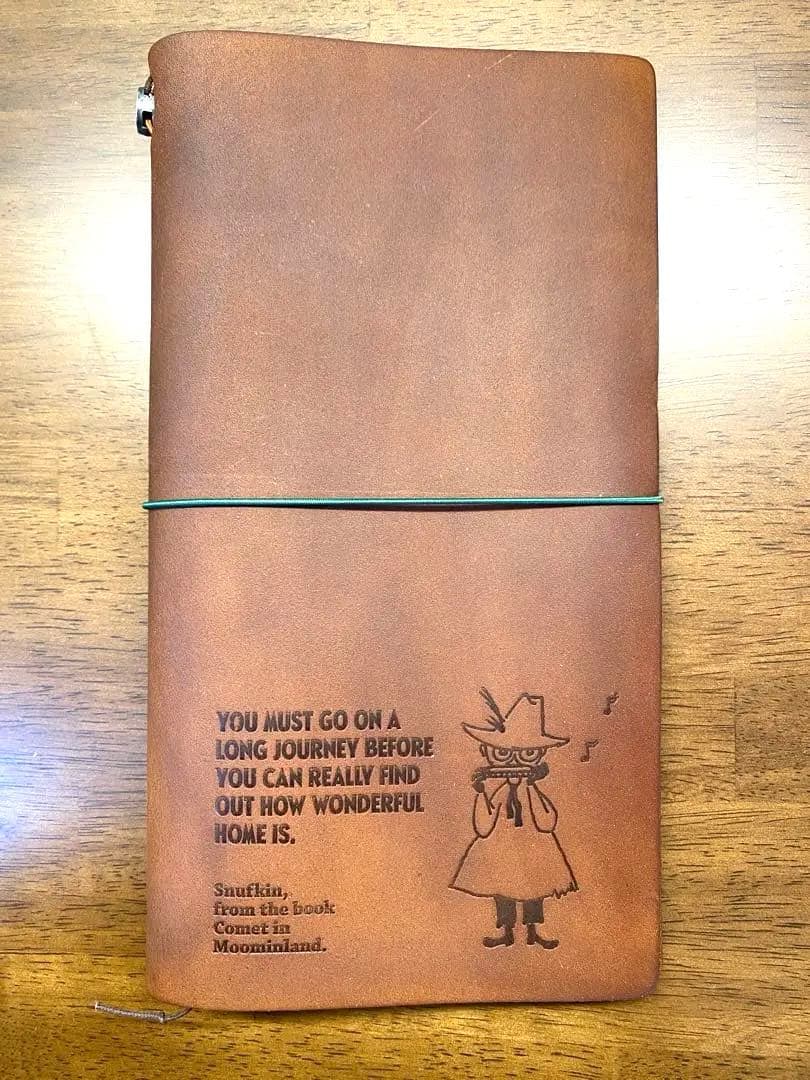 YOU MUST GO ON A
LONG JOURNEY BEFORE
YOU CAN REALLY FIND
OUT HOW WONDERFUL
HOME IS.
Snufkin,
from the book
Comet in
Moominland.